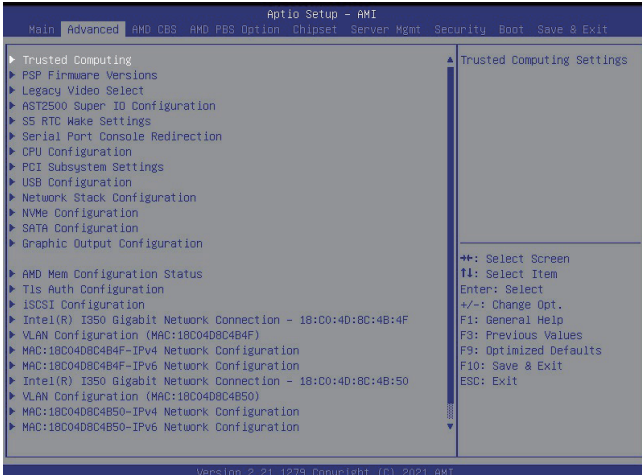 Aptio Setup – AMI
Main Advanced AMD CBS AMD PBS Option Chipset Server Mgmt Security Boot Save & Exit
Trusted Computing
PSP Firmware Versions
Legacy Video Select
AST2500 Super IO Configuration
S5 RTC Wake Settings
Serial Port Console Redirection
CPU Configuration
PCI Subsystem Settings
USB Configuration
Network Stack Configuration
NVMe Configuration
SATA Configuration
Graphic Output Configuration
AMD Mem Configuration Status
Tls Auth Configuration
iSCSI Configuration
Intel(R) I350 Gigabit Network Connection – 18:C0:4D:8C:4B:4F
VLAN Configuration (MAC:18C04D8C4B4F)
MAC:18C04D8C4B4F-IPv4 Network Configuration
MAC:18C04D8C4B4F-IPv6 Network Configuration
Intel(R) I350 Gigabit Network Connection – 18:C0:4D:8C:4B:50
VLAN Configuration (MAC:18C04D8C4B50)
MAC:18C04D8C4B50-IPv4 Network Configuration
MAC:18C04D8C4B50-IPv6 Network Configuration
Trusted Computing Settings
→←: Select Screen
↑↓: Select Item
Enter: Select
+/-: Change Opt.
F1: General Help
F3: Previous Values
F9: Optimized Defaults
F10: Save & Exit
ESC: Exit
Version 2.21.1279 Copyright (C) 2021 AMI